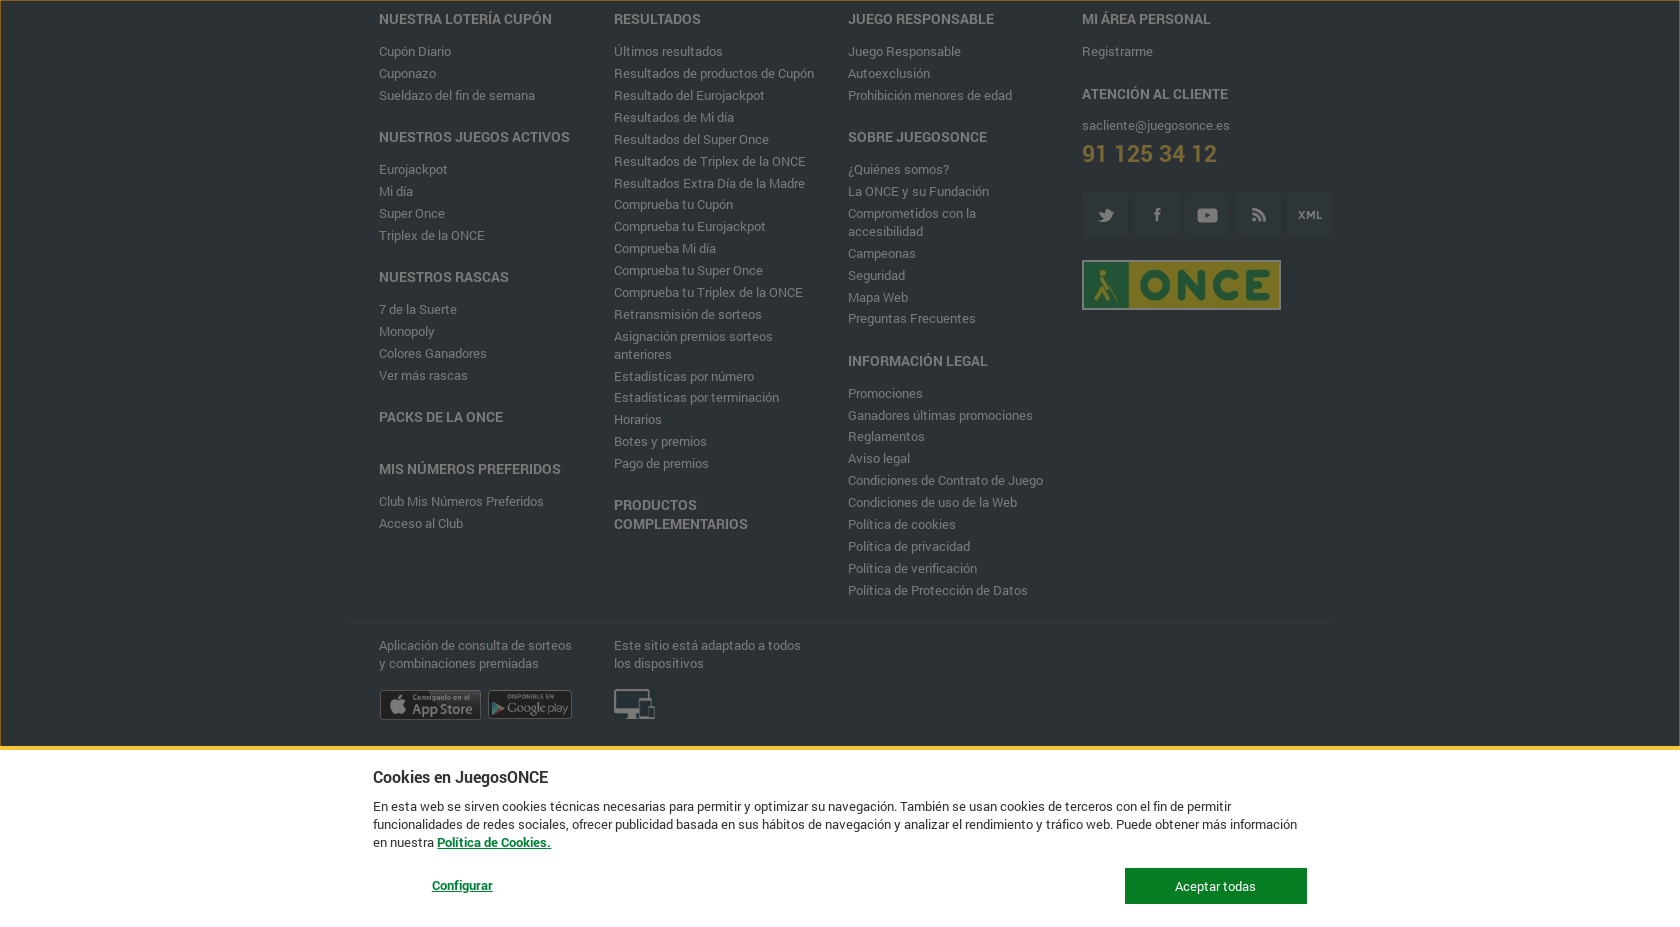 NUESTRA LOTERÍA CUPÓN
Cupón Diario
Cuponazo
Sueldazo del fin de semana
NUESTROS JUEGOS ACTIVOS
Eurojackpot
Mi día
Super Once
Triplex de la ONCE
NUESTROS RASCAS
7 de la Suerte
Monopoly
Colores Ganadores
Ver más rascas
PACKS DE LA ONCE
MIS NÚMEROS PREFERIDOS
Club Mis Números Preferidos
Acceso al Club
RESULTADOS
Últimos resultados
Resultados de productos de Cupón
Resultado del Eurojackpot
Resultados de Mi día
Resultados del Super Once
Resultados de Triplex de la ONCE
Resultados Extra Día de la Madre
Comprueba tu Cupón
Comprueba tu Eurojackpot
Comprueba Mi día
Comprueba tu Super Once
Comprueba tu Triplex de la ONCE
Retransmisión de sorteos
Asignación premios sorteos
anteriores
Estadísticas por número
Estadísticas por terminación
Horarios
Botes y premios
Pago de premios
PRODUCTOS
COMPLEMENTARIOS
JUEGO RESPONSABLE
Juego Responsable
Autoexclusión
Prohibición menores de edad
SOBRE JUEGOSONCE
¿Quiénes somos?
La ONCE y su Fundación
Comprometidos con la
accesibilidad
Campeonas
Seguridad
Mapa Web
Preguntas Frecuentes
INFORMACIÓN LEGAL
Promociones
Ganadores últimas promociones
Reglamentos
Aviso legal
Condiciones de Contrato de Juego
Condiciones de uso de la Web
Política de cookies
Política de privacidad
Política de verificación
Política de Protección de Datos
MI ÁREA PERSONAL
Registrarme
ATENCIÓN AL CLIENTE
sacliente@juegosonce.es
91 125 34 12
XML
ONCE
Aplicación de consulta de sorteos
y combinaciones premiadas
Consíguelo en el
App Store
DISPONIBLE EN
Google play
Este sitio está adaptado a todos
los dispositivos
Cookies en JuegosONCE
En esta web se sirven cookies técnicas necesarias para permitir y optimizar su navegación. También se usan cookies de terceros con el fin de permitir
funcionalidades de redes sociales, ofrecer publicidad basada en sus hábitos de navegación y analizar el rendimiento y tráfico web. Puede obtener más información
en nuestra Política de Cookies.
Configurar
Aceptar todas